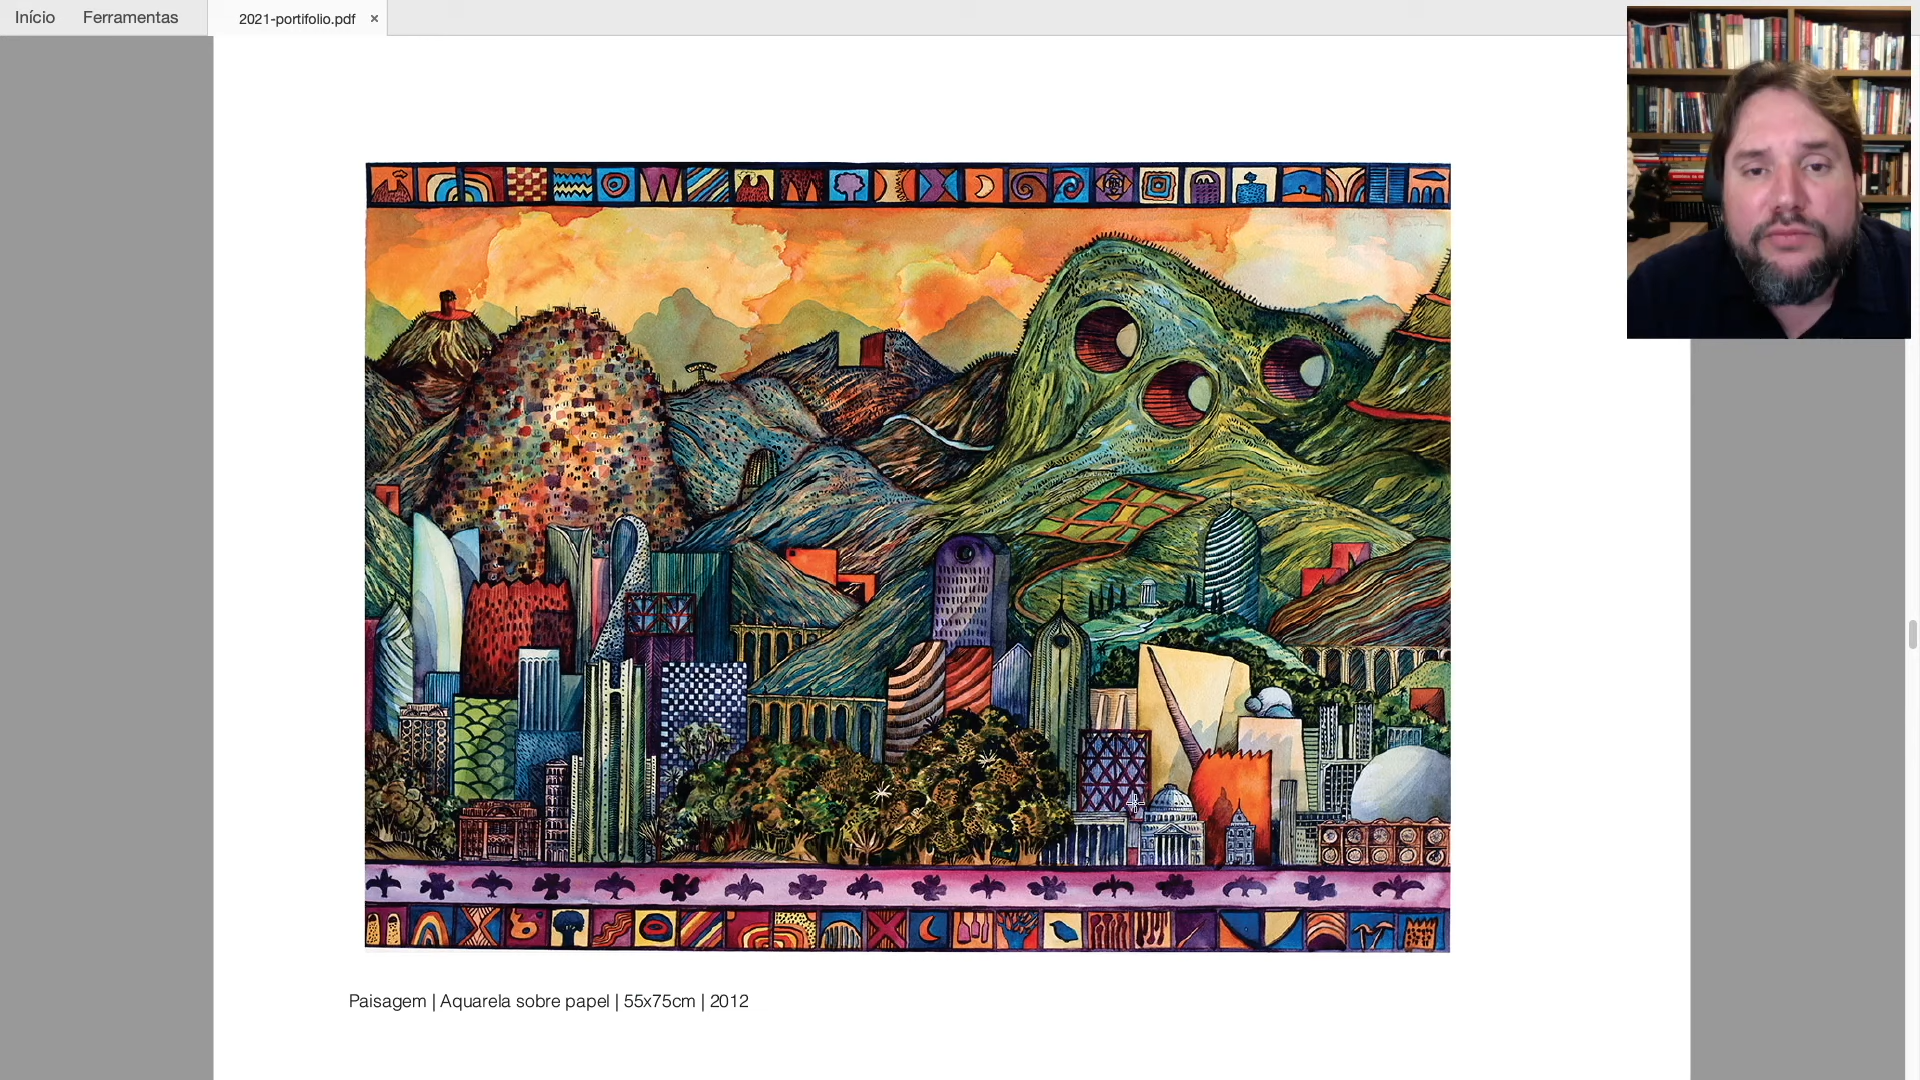 Início Ferramentas 2021-portifolio.pdf ×
Paisagem | Aquarela sobre papel | 55x75cm | 2012